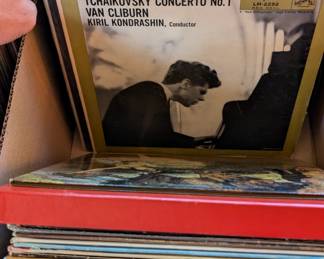 TCHAIKOVSKY CONCERTO NO. 1
VAN CLIBURN
KIRIL KONDRASHIN, Conductor
LM-2252